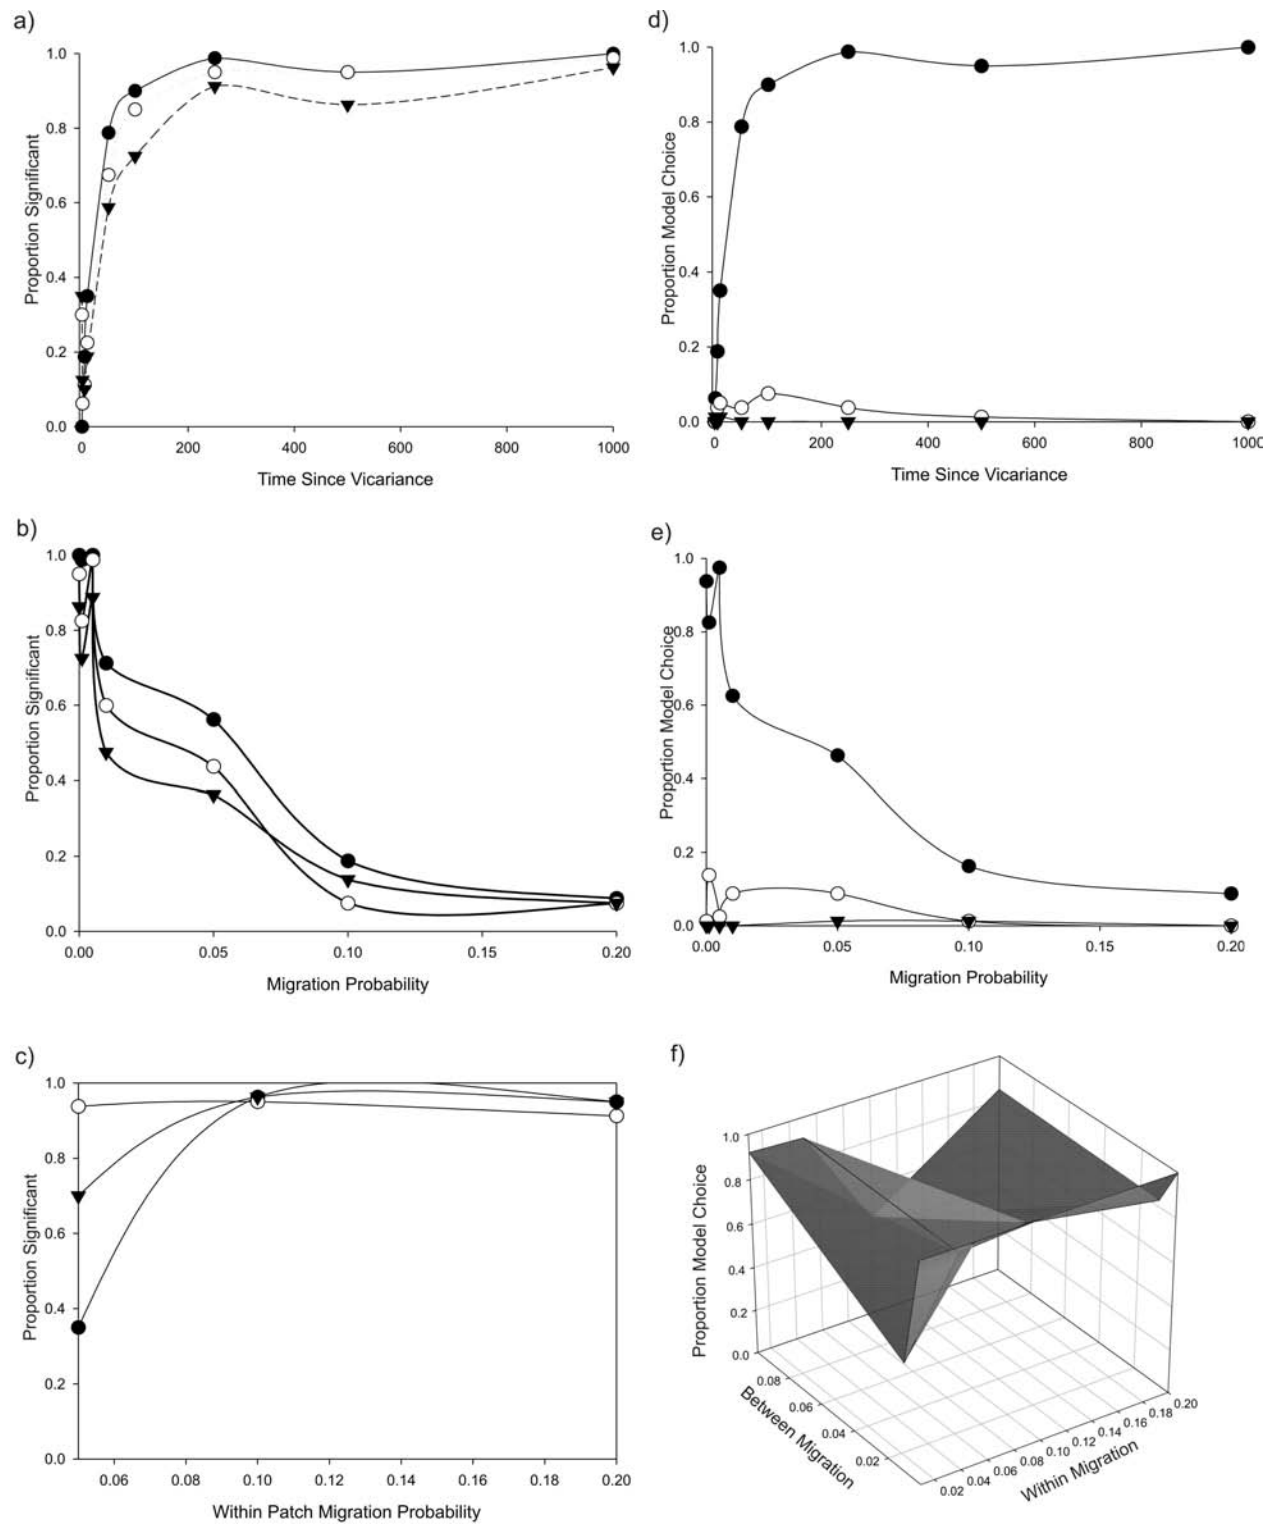 a)
1.0
0.8
0.6
0.4
0.2
0.0
Proportion Significant
0 200 400 600 800 1000
Time Since Vicariance
d)
1.0
0.8
0.6
0.4
0.2
0.0
Proportion Model Choice
0 200 400 600 800 1000
Time Since Vicariance
b)
1.0
0.8
0.6
0.4
0.2
0.0
Proportion Significant
0.00 0.05 0.10 0.15 0.20
Migration Probability
e)
1.0
0.8
0.6
0.4
0.2
0.0
Proportion Model Choice
0.00 0.05 0.10 0.15 0.20
Migration Probability
c)
1.0
0.8
0.6
0.4
0.2
0.0
Proportion Significant
0.06 0.08 0.10 0.12 0.14 0.16 0.18 0.20
Within Patch Migration Probability
f)
1.0
0.8
0.6
0.4
0.2
0.0
Proportion Model Choice
0.08
0.06
0.04
0.02
Between Migration
0.02 0.04 0.06 0.08 0.10 0.12 0.14 0.16 0.18 0.20
Within Migration